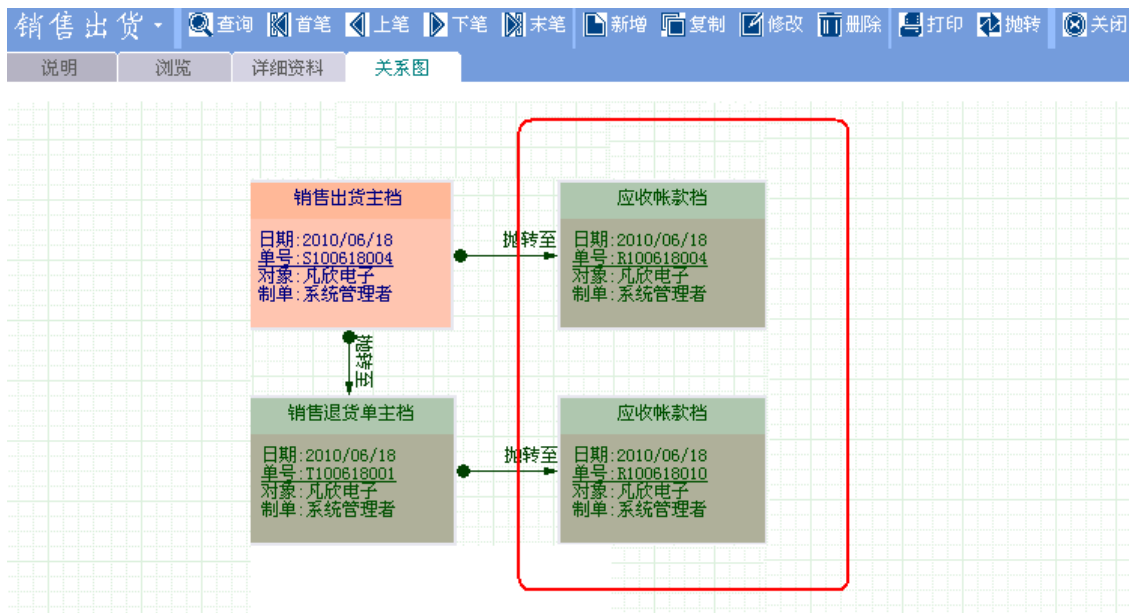 销售出货 查询 首笔 上笔 下笔 末笔 新增 复制 修改 删除 打印 抛转 关闭
说明 浏览 详细资料 关系图
销售出货主档
日期:2010/06/18
单号:S100618004
对象:凡欣电子
制单:系统管理者
抛转至
应收帐款档
日期:2010/06/18
单号:R100618004
对象:凡欣电子
制单:系统管理者
抛转至
销售退货单主档
日期:2010/06/18
单号:T100618001
对象:凡欣电子
制单:系统管理者
抛转至
应收帐款档
日期:2010/06/18
单号:R100618010
对象:凡欣电子
制单:系统管理者